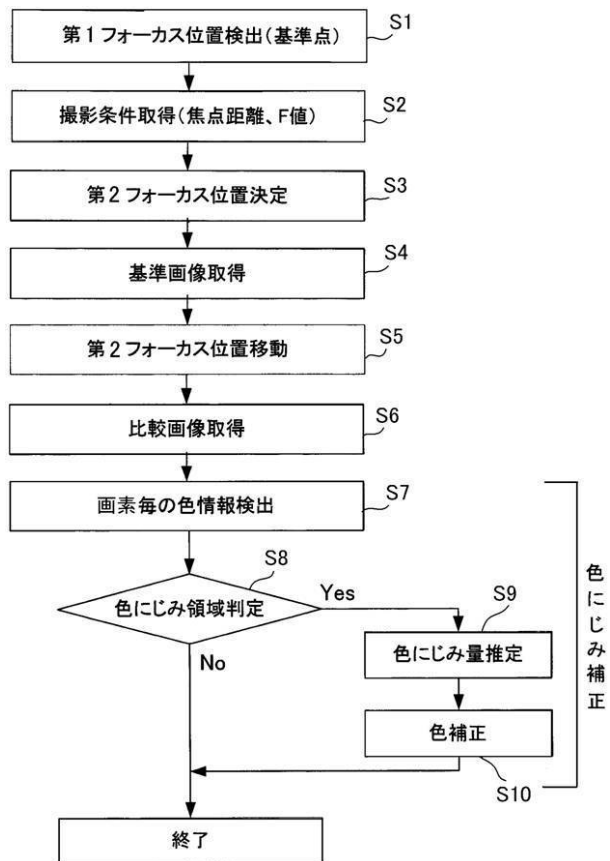 第1フォーカス位置検出(基準点)
S1
撮影条件取得(焦点距離、F値)
S2
第2フォーカス位置決定
S3
基準画像取得
S4
第2フォーカス位置移動
S5
比較画像取得
S6
画素毎の色情報検出
S7
色にじみ領域判定
S8
Yes
No
色にじみ量推定
S9
色補正
S10
色にじみ補正
終了